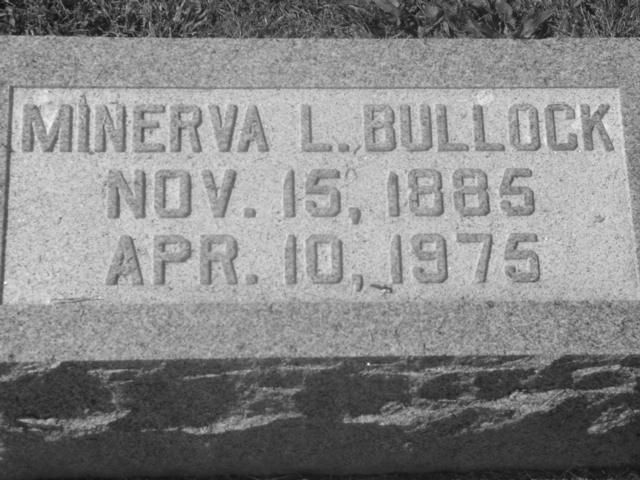 MINERVA L. BULLOCK
NOV. 15, 1885
APR. 10, 1975